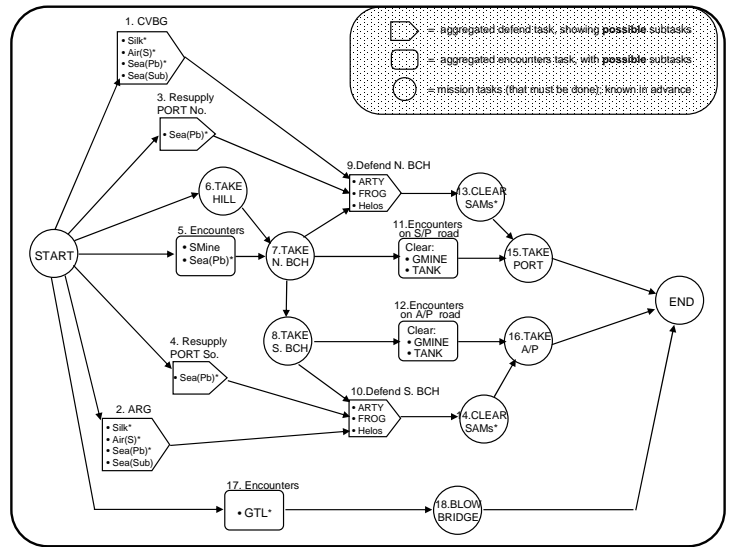 1. CVBG
• Silk*
• Air(S)*
• Sea(Pb)*
• Sea(Sub)
= aggregated defend task, showing possible subtasks
= aggregated encounters task, with possible subtasks
= mission tasks (that must be done); known in advance
3. Resupply
PORT No.
• Sea(Pb)*
6.TAKE
HILL
9.Defend N. BCH
• ARTY
• FROG
• Helos
13.CLEAR
SAMs*
5. Encounters
• SMine
• Sea(Pb)*
START
7.TAKE
N. BCH
11.Encounters
on S/P road
Clear:
• GMINE
• TANK
15.TAKE
PORT
END
12.Encounters
on A/P road
Clear:
• GMINE
• TANK
8.TAKE
S. BCH
16.TAKE
A/P
4. Resupply
PORT So.
• Sea(Pb)*
10.Defend S. BCH
• ARTY
• FROG
• Helos
14.CLEAR
SAMs*
2. ARG
• Silk*
• Air(S)*
• Sea(Pb)*
• Sea(Sub)
17. Encounters
• GTL*
18.BLOW
BRIDGE